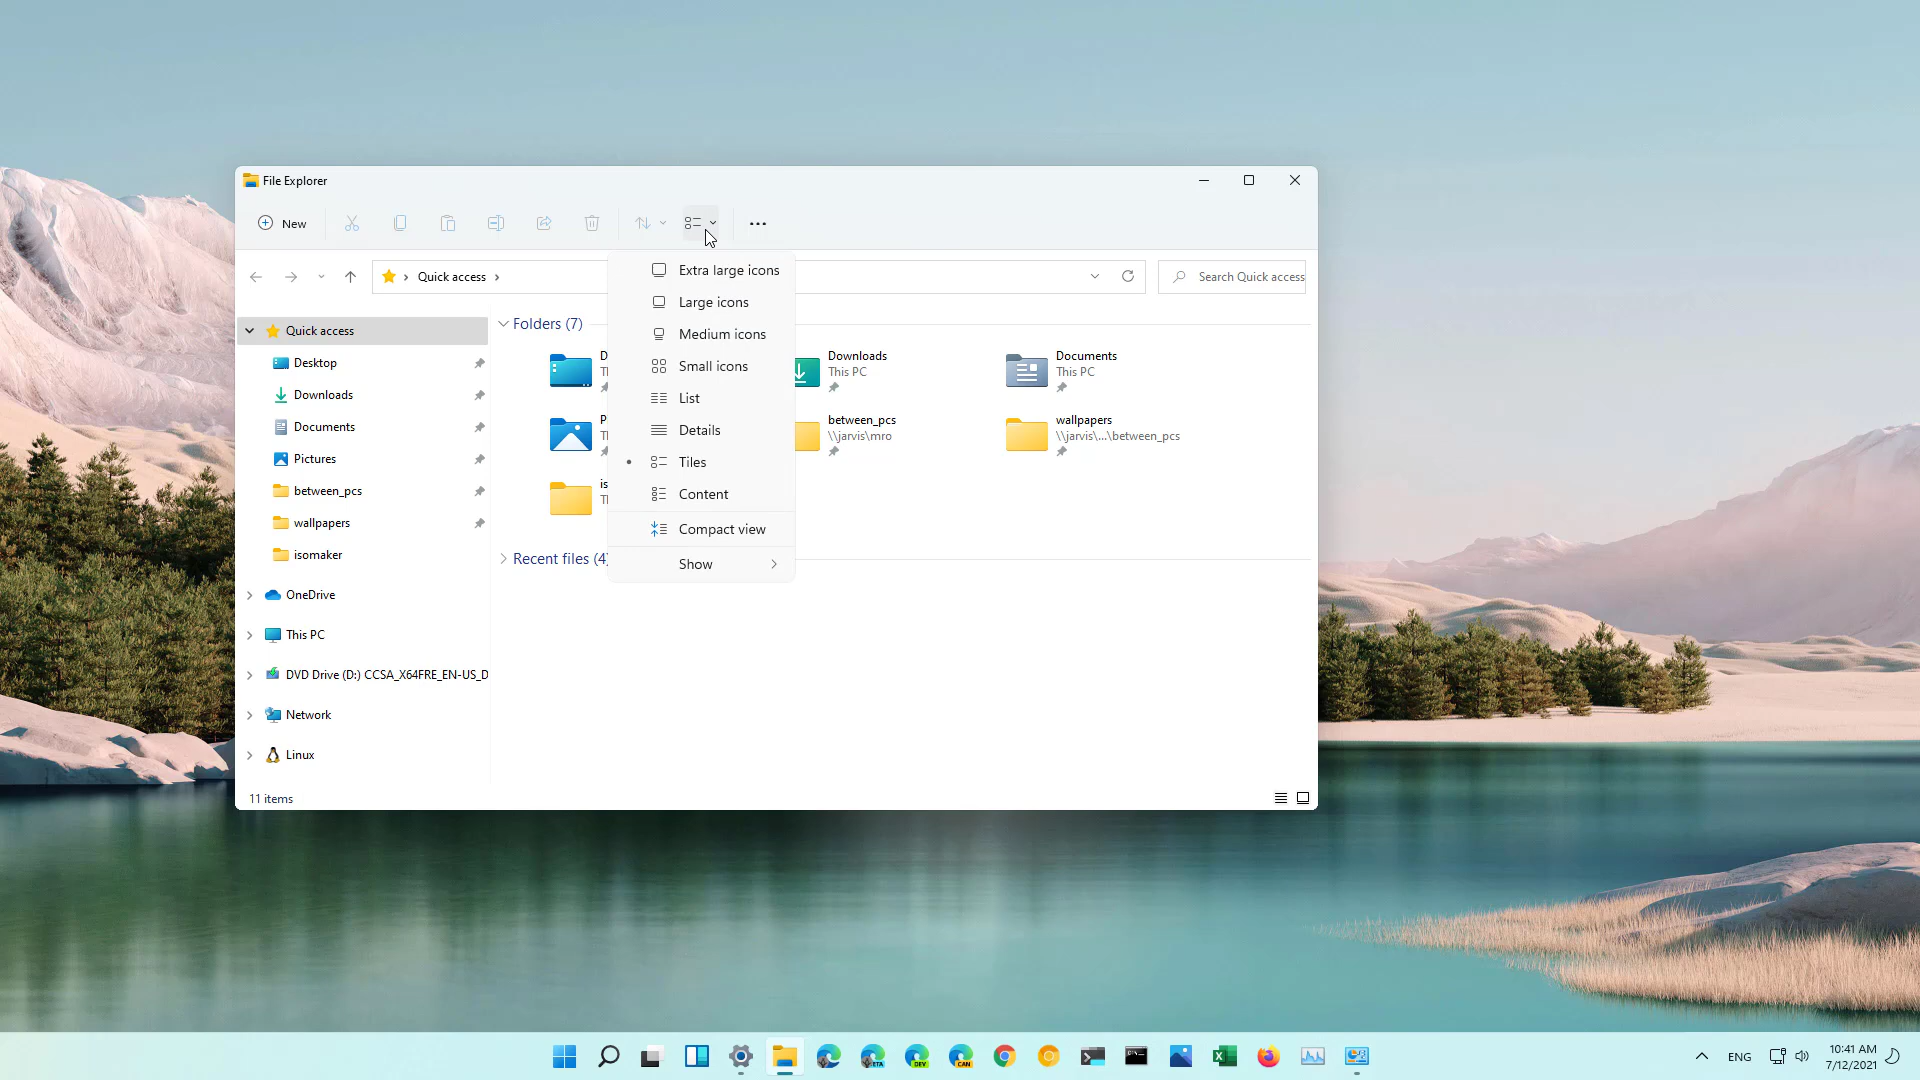 File Explorer
New
Quick access
Search Quick access
Extra large icons
Large icons
Medium icons
Small icons
List
Details
Tiles
Content
Compact view
Show
Quick access
Desktop
Downloads
Documents
Pictures
between_pcs
wallpapers
isomaker
OneDrive
This PC
DVD Drive (D:) CCSA_X64FRE_EN-US_D
Network
Linux
Folders (7)
Downloads
This PC
Documents
This PC
between_pcs
\\jarvis\mro
wallpapers
\\jarvis\...\between_pcs
Recent files (4)
11 items
BETA
DEV
CAN
ENG
10:41 AM
7/12/2021